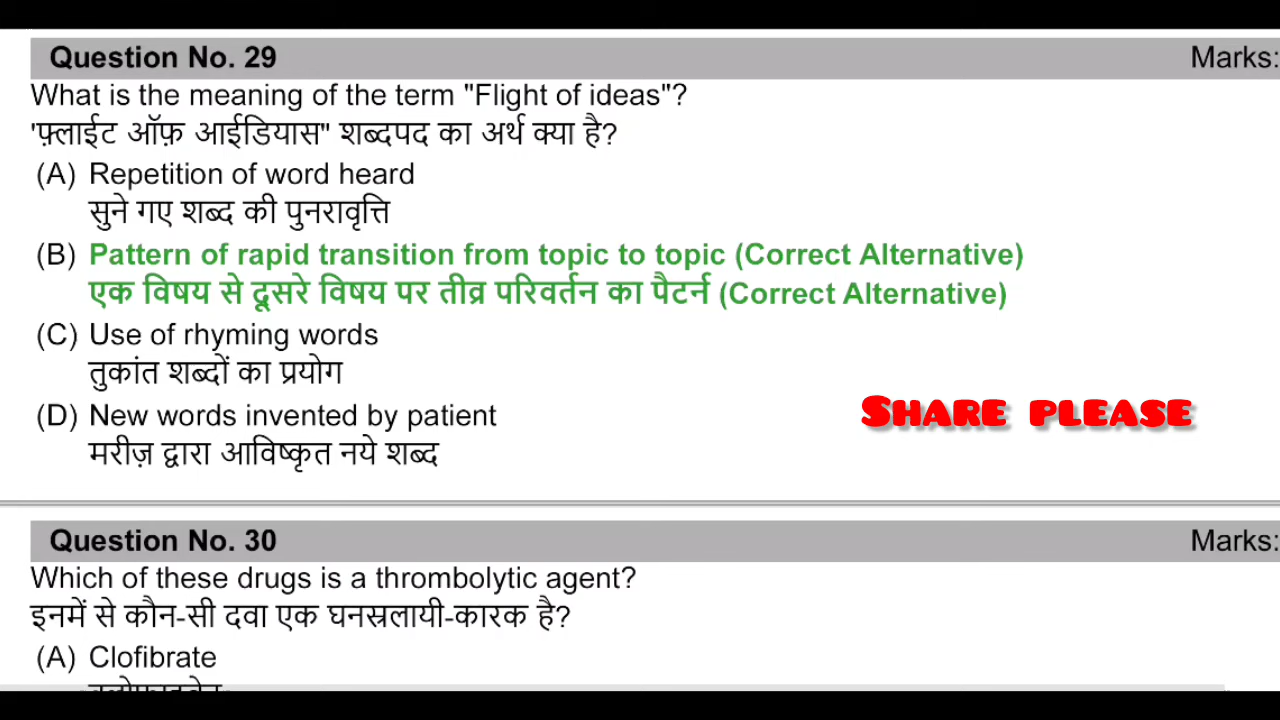 Question No. 29 Marks:
What is the meaning of the term "Flight of ideas"?
'फ़्लाईट ऑफ़ आईडियास" शब्दपद का अर्थ क्या है?
(A) Repetition of word heard
सुने गए शब्द की पुनरावृत्ति
(B) Pattern of rapid transition from topic to topic (Correct Alternative)
एक विषय से दूसरे विषय पर तीव्र परिवर्तन का पैटर्न (Correct Alternative)
(C) Use of rhyming words
तुकांत शब्दों का प्रयोग
(D) New words invented by patient
SHARE PLEASE
मरीज़ द्वारा आविष्कृत नये शब्द
Question No. 30 Marks:
Which of these drugs is a thrombolytic agent?
इनमें से कौन-सी दवा एक घनस्रलायी-कारक है?
(A) Clofibrate